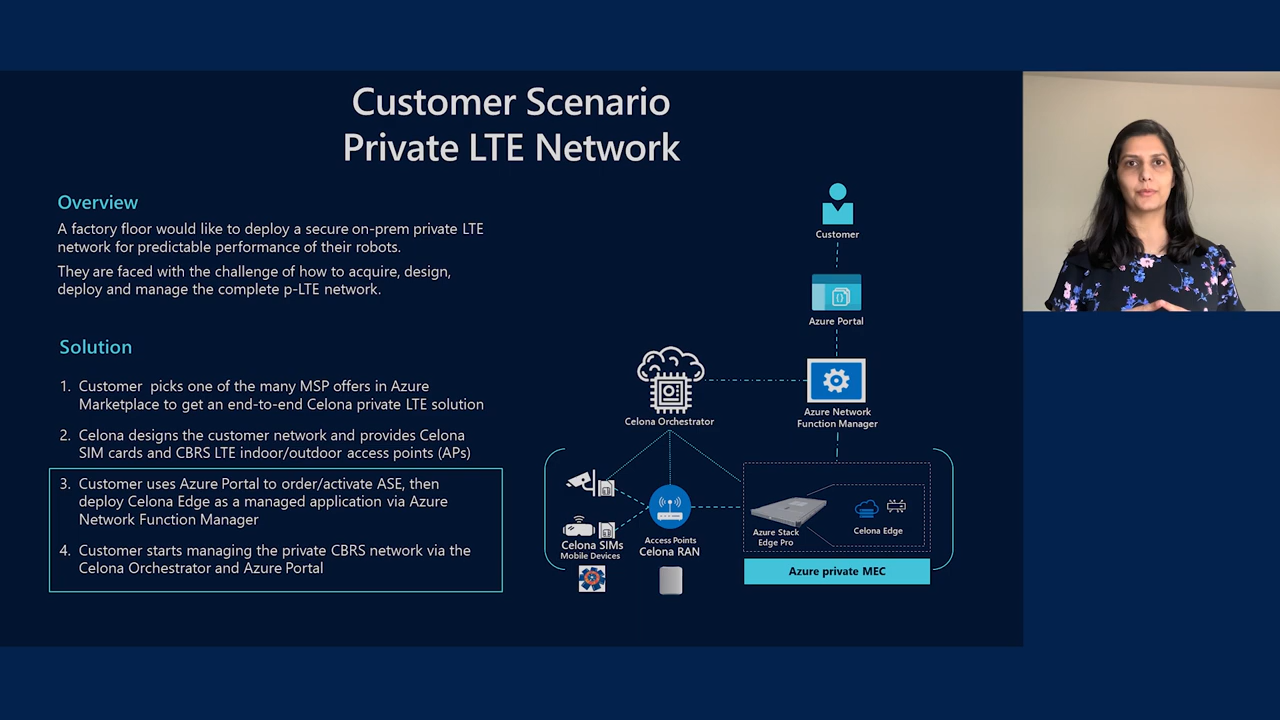 Customer Scenario
Private LTE Network
Overview
A factory floor would like to deploy a secure on-prem private LTE
network for predictable performance of their robots.
They are faced with the challenge of how to acquire, design,
deploy and manage the complete p-LTE network.
Solution
1. Customer picks one of the many MSP offers in Azure
Marketplace to get an end-to-end Celona private LTE solution
2. Celona designs the customer network and provides Celona
SIM cards and CBRS LTE indoor/outdoor access points (APs)
3. Customer uses Azure Portal to order/activate ASE, then
deploy Celona Edge as a managed application via Azure
Network Function Manager
4. Customer starts managing the private CBRS network via the
Celona Orchestrator and Azure Portal
Customer
Azure Portal
Celona Orchestrator
Azure Network
Function Manager
Celona SIMs
Mobile Devices
Access Points
Celona RAN
Azure Stack
Edge Pro
Celona Edge
Azure private MEC